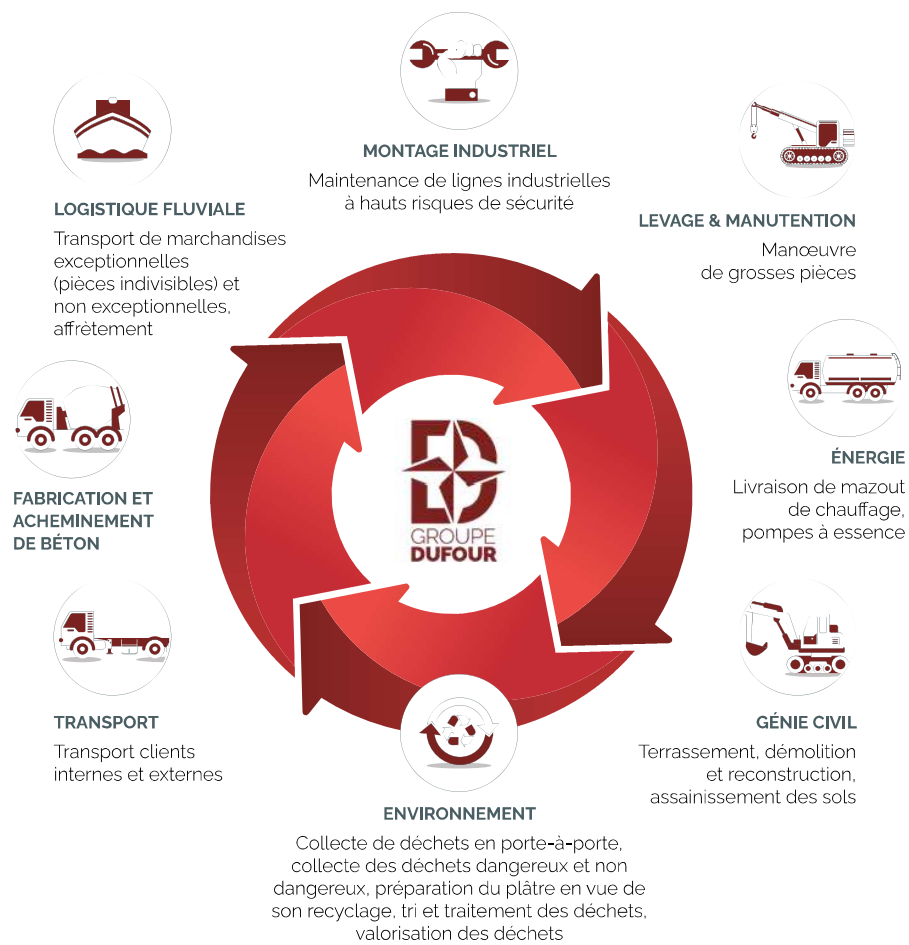 MONTAGE INDUSTRIEL
Maintenance de lignes industrielles
à hauts risques de sécurité
LEVAGE & MANUTENTION
Manœuvre
de grosses pièces
ÉNERGIE
Livraison de mazout
de chauffage,
pompes à essence
GÉNIE CIVIL
Terrassement, démolition
et reconstruction,
assainissement des sols
ENVIRONNEMENT
Collecte de déchets en porte-à-porte,
collecte des déchets dangereux et non
dangereux, préparation du plâtre en vue de
son recyclage, tri et traitement des déchets,
valorisation des déchets
TRANSPORT
Transport clients
internes et externes
FABRICATION ET
ACHEMINEMENT
DE BÉTON
LOGISTIQUE FLUVIALE
Transport de marchandises
exceptionnelles
(pièces indivisibles) et
non exceptionnelles,
affrètement
GROUPE
DUFOUR